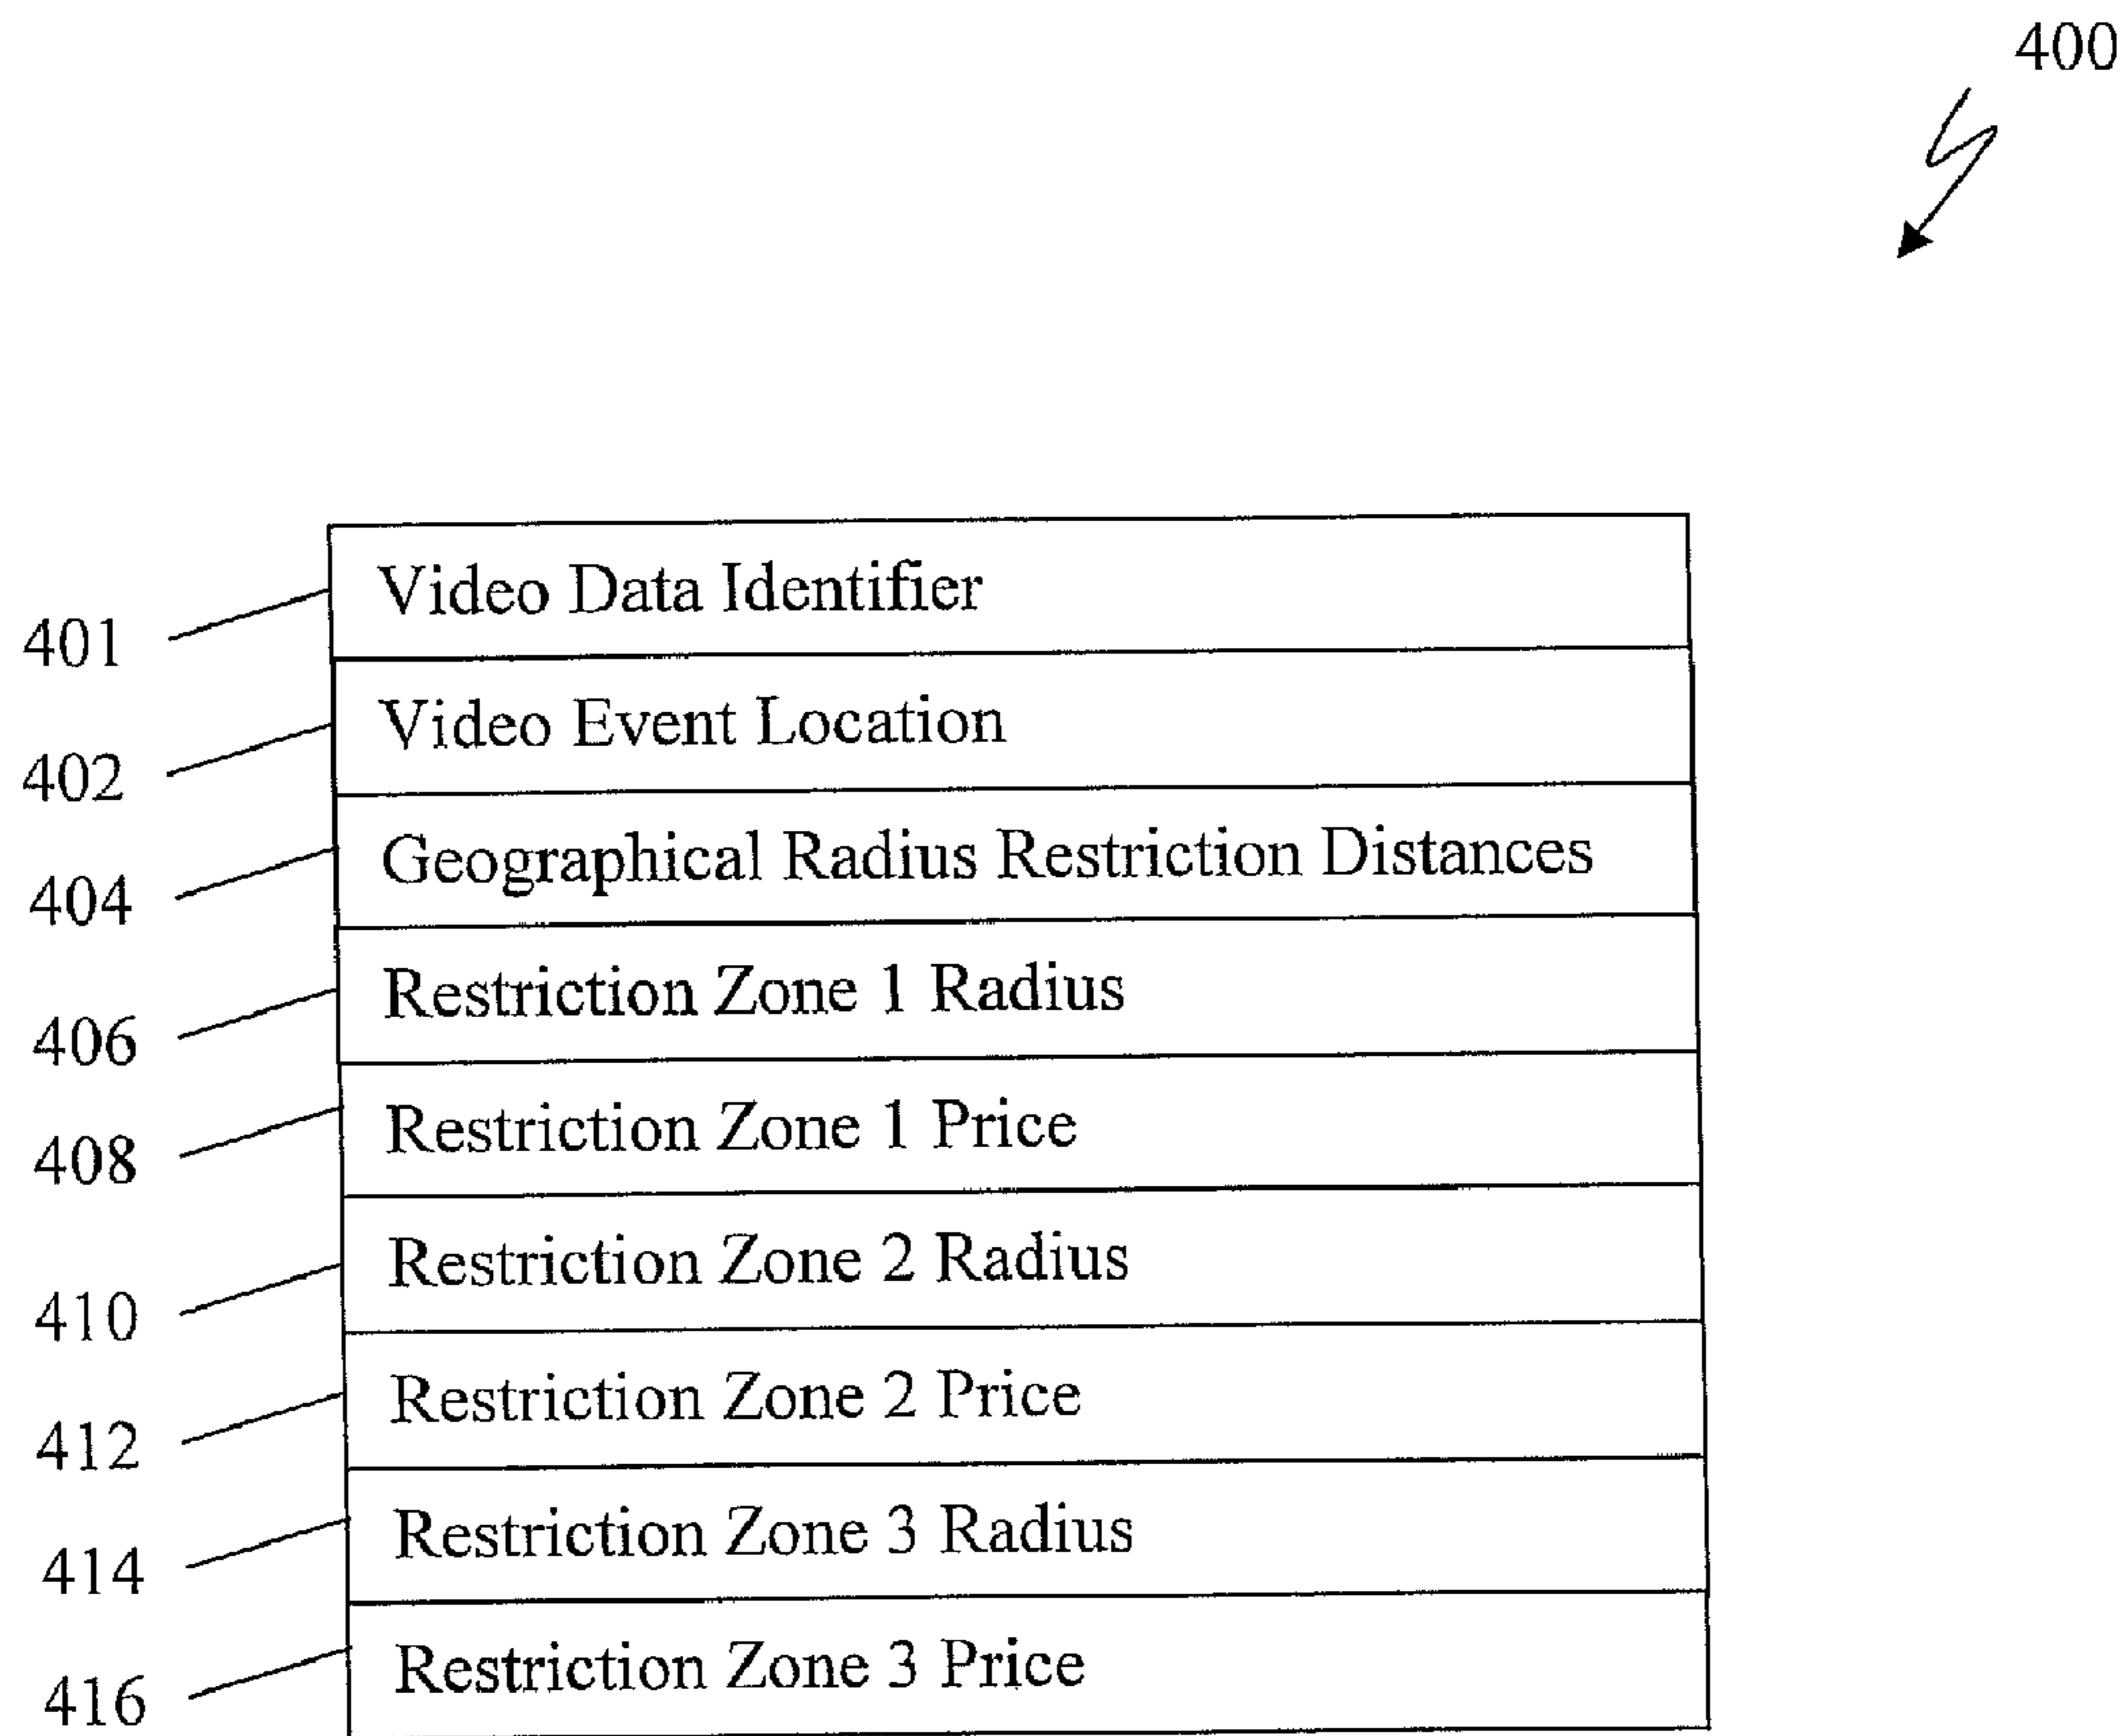 400
401 Video Data Identifier
402 Video Event Location
404 Geographical Radius Restriction Distances
406 Restriction Zone 1 Radius
408 Restriction Zone 1 Price
410 Restriction Zone 2 Radius
412 Restriction Zone 2 Price
414 Restriction Zone 3 Radius
416 Restriction Zone 3 Price